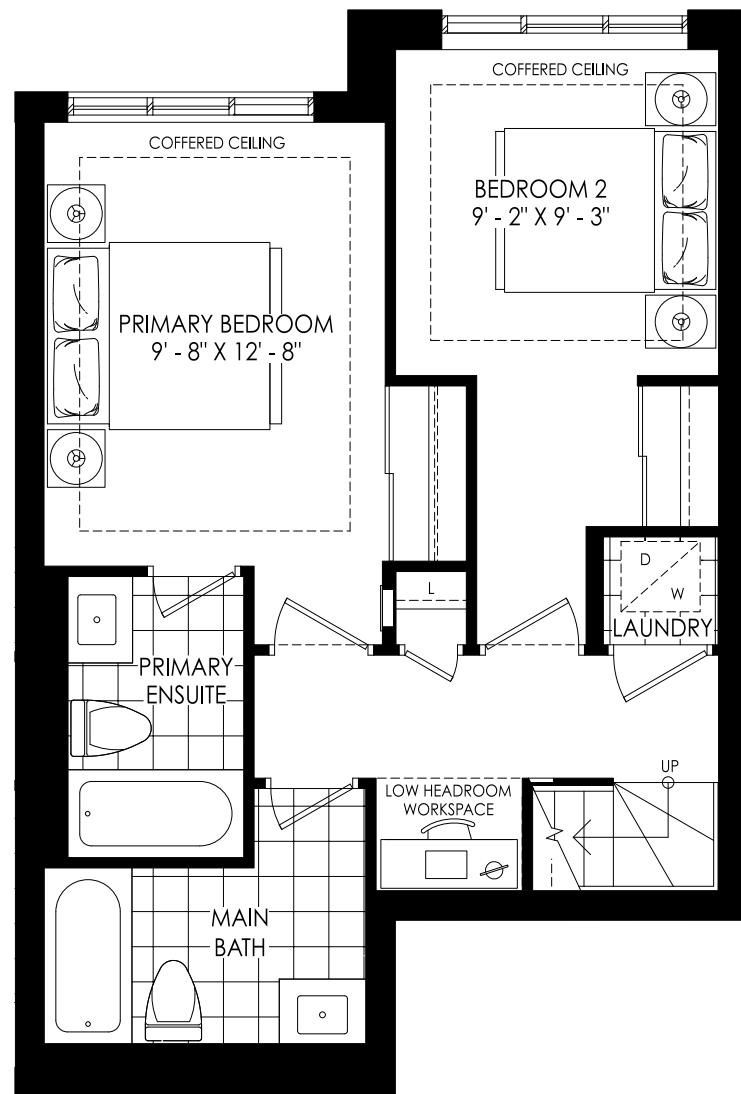 COFFERED CEILING
BEDROOM 2
9' - 2" X 9' - 3"
COFFERED CEILING
PRIMARY BEDROOM
9' - 8" X 12' - 8"
D
W
LAUNDRY
L
PRIMARY
ENSUITE
UP
LOW HEADROOM
WORKSPACE
MAIN
BATH